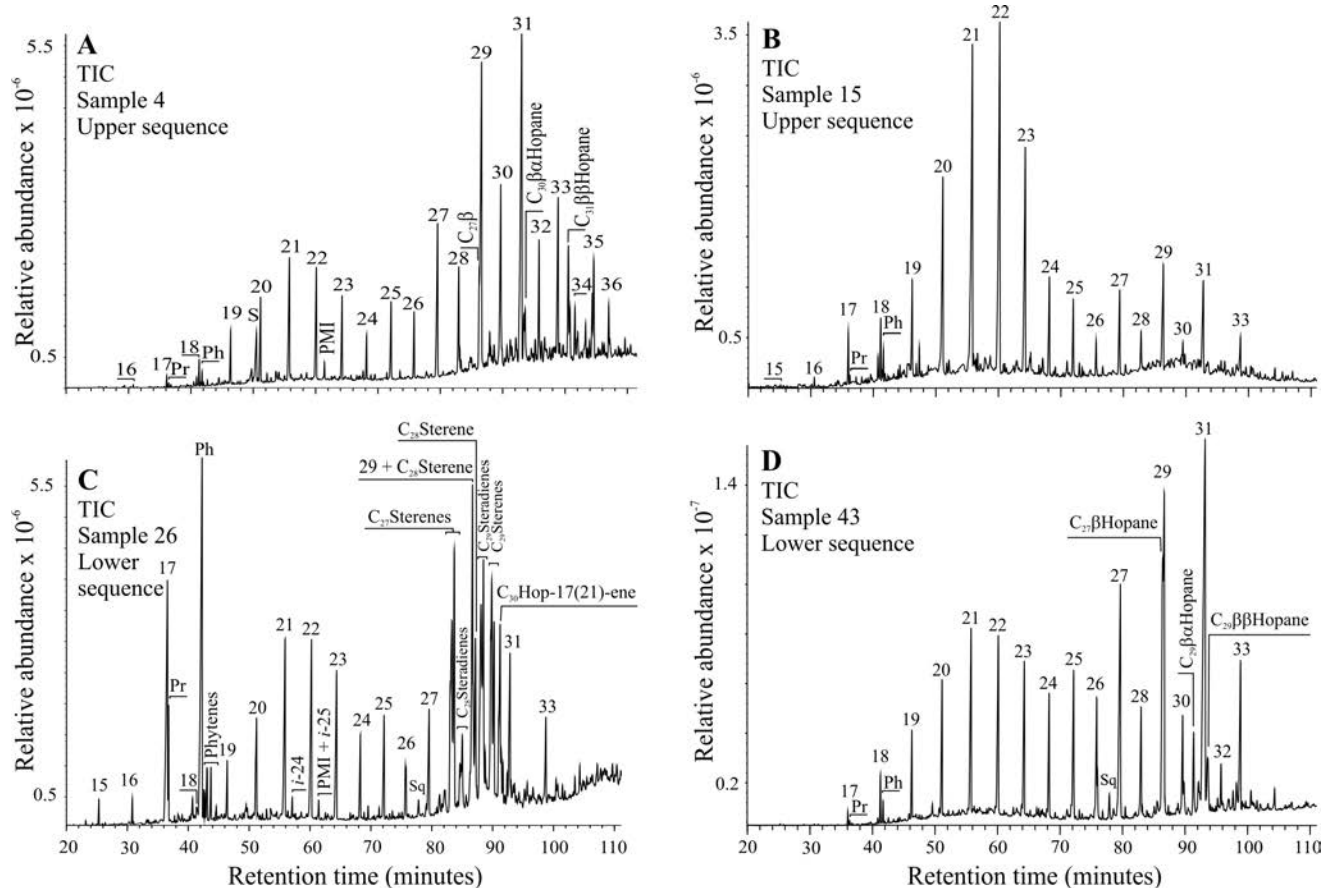 A
TIC
Sample 4
Upper sequence
Relative abundance x 10⁻⁶
5.5
0.5
16
17
Pr
18
Ph
19
S
20
21
22
PMI
23
24
25
26
27
28
C₂₇β
29
30
31
C₃₀βαHopane
32
33
C₃₁ββHopane
34
35
36
B
TIC
Sample 15
Upper sequence
Relative abundance x 10⁻⁶
3.5
0.5
15
16
17
Pr
18
Ph
19
20
21
22
23
24
25
26
27
28
29
30
31
33
C
TIC
Sample 26
Lower
sequence
Relative abundance x 10⁻⁶
5.5
0.5
15
16
17
Pr
18
Ph
Phytenes
19
20
21
i-24
22
PMI + i-25
23
24
25
26
Sq
27
C₂₇Sterenes
29 + C₂₈Sterene
C₂₈Sterene
C₂₉Steradienes
C₂₉Sterenes
C₃₀Hop-17(21)-ene
31
33
20 30 40 50 60 70 80 90 100 110
Retention time (minutes)
D
TIC
Sample 43
Lower sequence
Relative abundance x 10⁻⁷
1.4
0.2
17
Pr
18
Ph
19
20
21
22
23
24
25
26
Sq
27
28
C₂₇βHopane
29
30
C₂₉βαHopane
31
C₂₉ββHopane
32
33
20 30 40 50 60 70 80 90 100 110
Retention time (minutes)